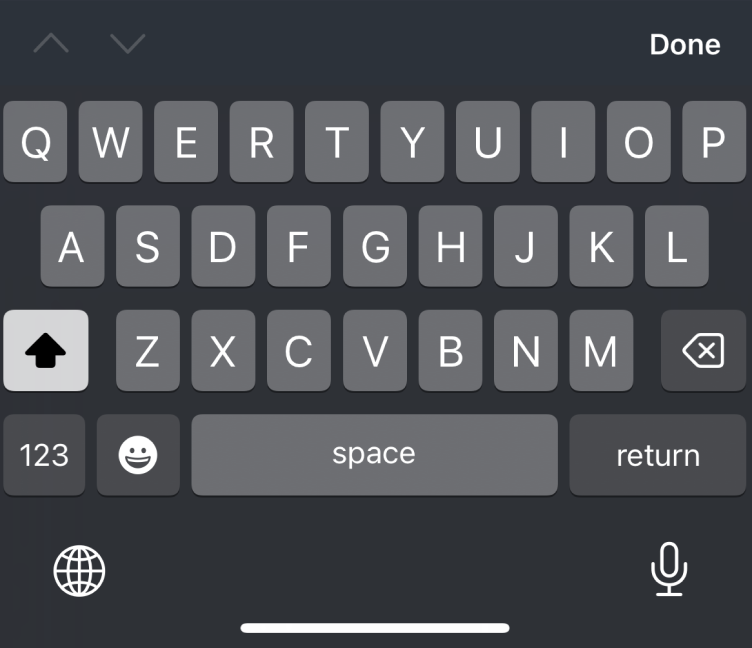 Done
Q W E R T Y U I O P
A S D F G H J K L
Z X C V B N M
123 space return